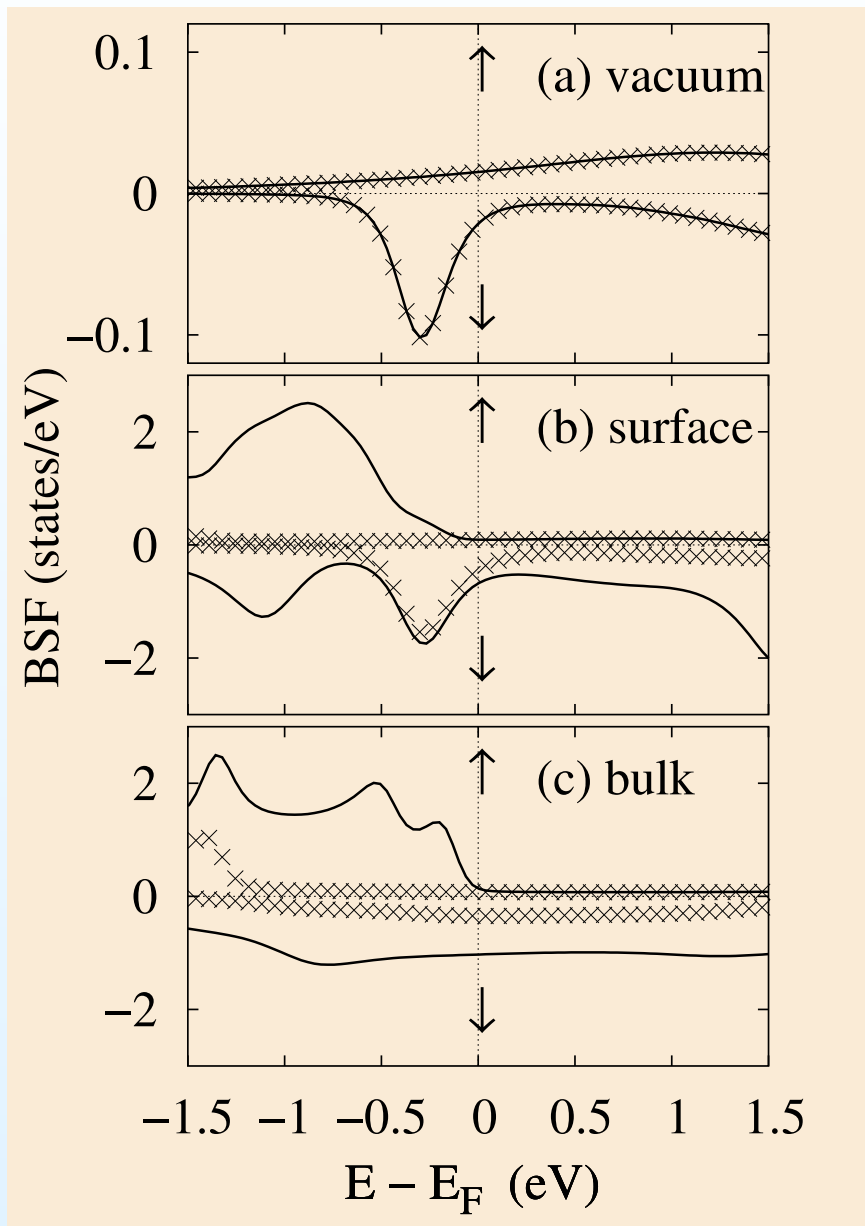 0.1
(a) vacuum
0
−0.1
2
(b) surface
0
−2
2
(c) bulk
0
−2
BSF (states/eV)
−1.5 −1 −0.5 0 0.5 1 1.5
E − E_F (eV)